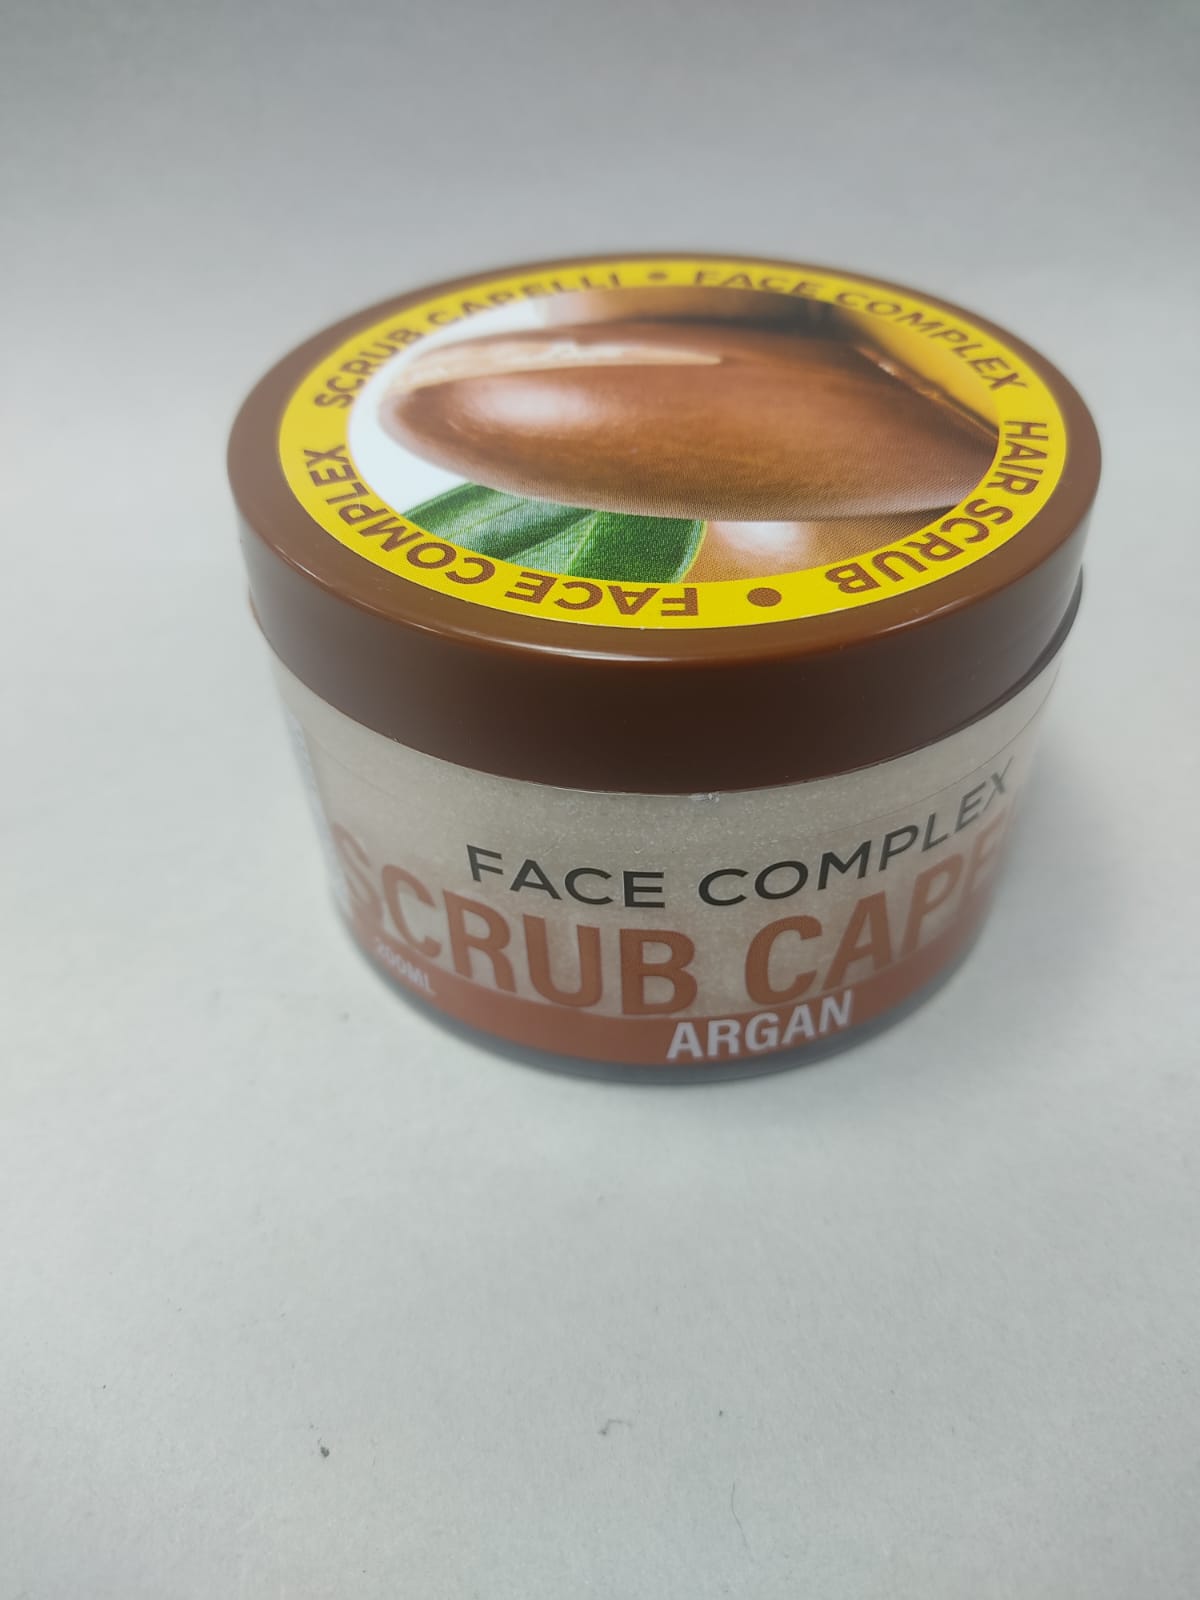 SCRUB CAPELLI • FACE COMPLEX
HAIR SCRUB • FACE COMPLEX
FACE COMPLEX
SCRUB CAPE
200ML
ARGAN